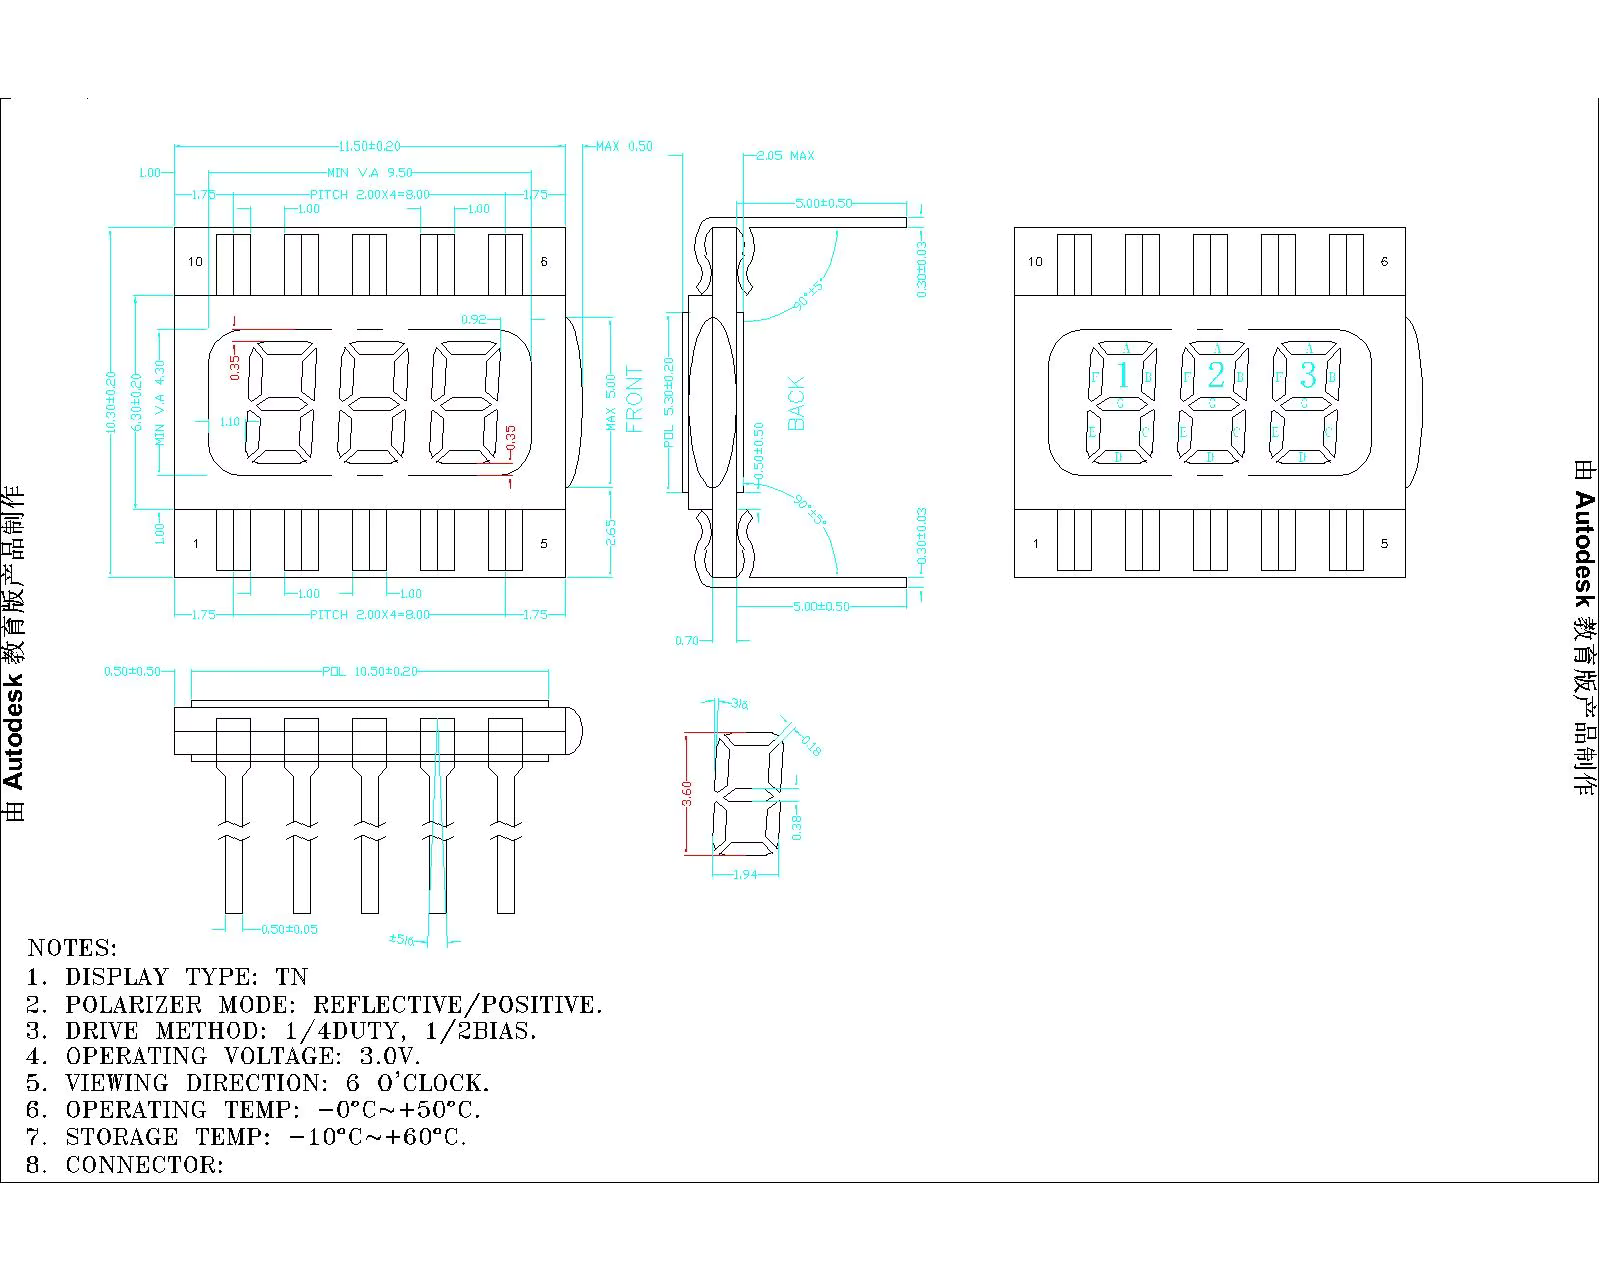 11.50±0.20
MAX 0.50
2.05 MAX
1.00
MIN V.A 9.50
1.75
PITCH 2.00X4=8.00
1.75
1.00
1.00
5.00±0.50
10
6
0.30±0.03
90°±5°
10
6
0.92
0.35
10.30±0.20
6.30±0.20
MIN V.A 4.30
1.10
0.35
MAX 5.00
FRONT
POL 5.30±0.20
BACK
0.50±0.50
A
F
1
B
G
E
C
D
A
F
2
B
G
E
C
D
A
F
3
B
G
E
C
D
1.00
1
5
2.65
90°±5°
0.30±0.03
1
5
1.00
1.00
1.75
PITCH 2.00X4=8.00
1.75
5.00±0.50
0.70
0.50±0.50
POL 10.50±0.20
0.18
3.60
0.38
1.94
0.50±0.05
由 Autodesk 教育版产品制作
由 Autodesk 教育版产品制作
NOTES:
1. DISPLAY TYPE: TN
2. POLARIZER MODE: REFLECTIVE/POSITIVE.
3. DRIVE METHOD: 1/4DUTY, 1/2BIAS.
4. OPERATING VOLTAGE: 3.0V.
5. VIEWING DIRECTION: 6 O'CLOCK.
6. OPERATING TEMP: -0°C~+50°C.
7. STORAGE TEMP: -10°C~+60°C.
8. CONNECTOR: